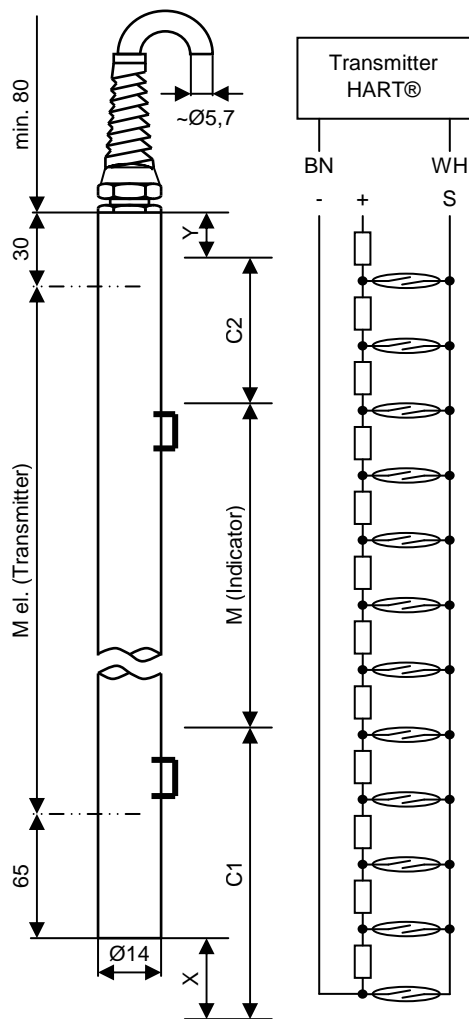 min. 80
~Ø5,7
30
Y
C2
M el. (Transmitter)
M (Indicator)
65
C1
Ø14
X
Transmitter
HART®
BN WH
- + S